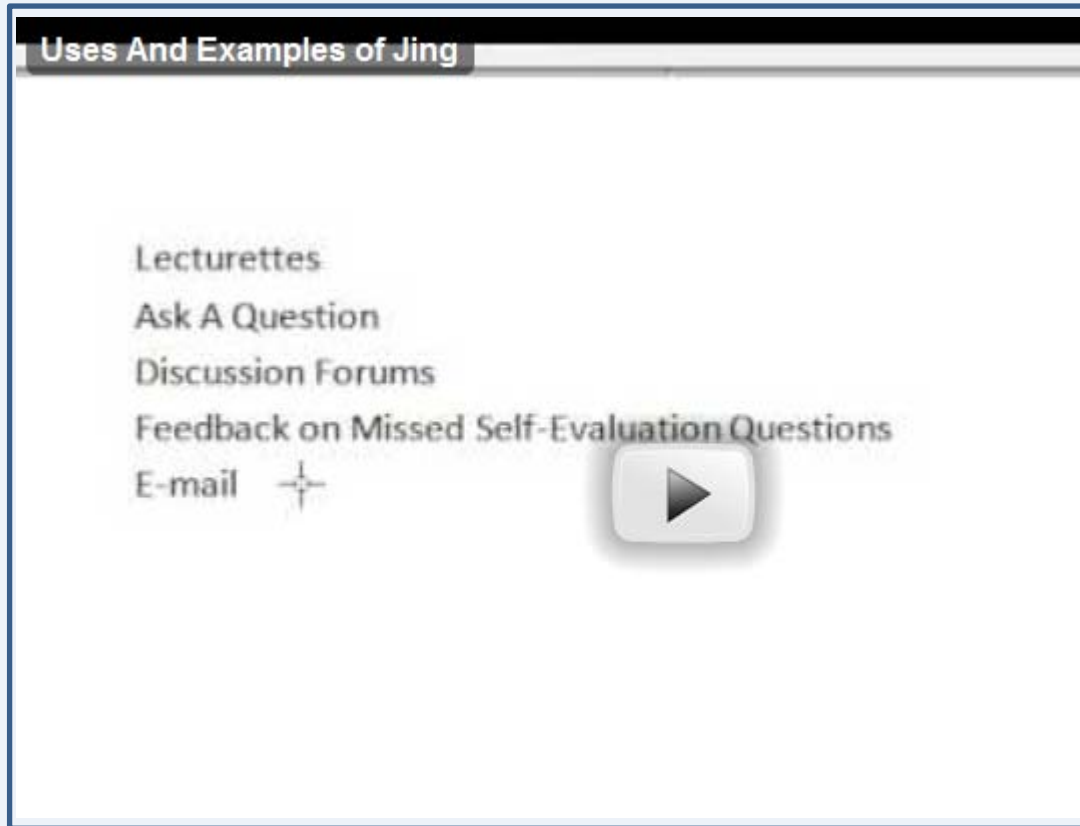 Uses And Examples of Jing
Lecturettes
Ask A Question
Discussion Forums
Feedback on Missed Self-Evaluation Questions
E-mail